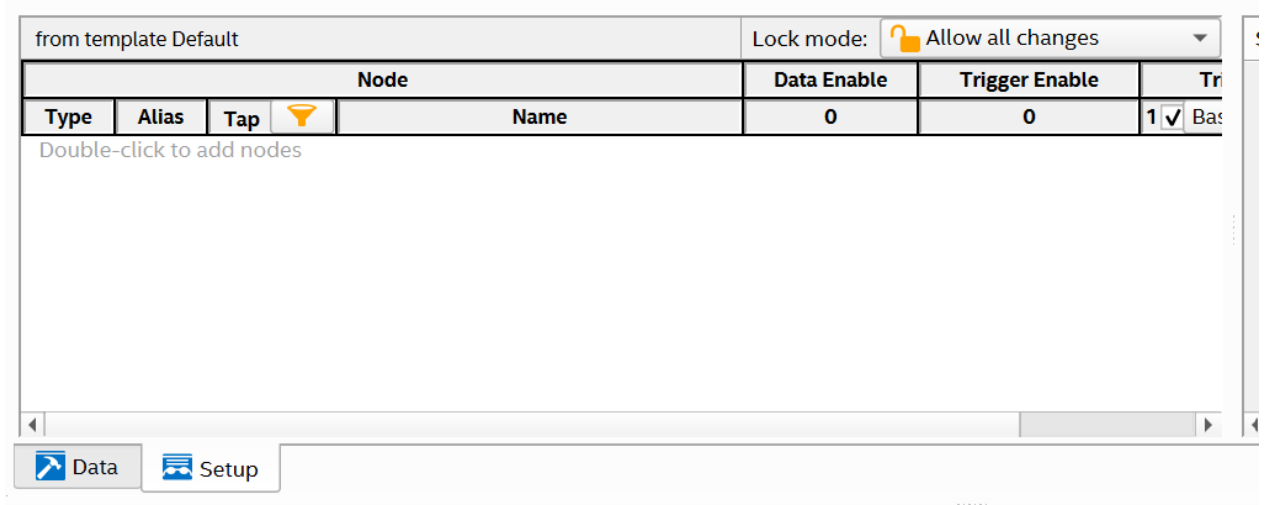 from template Default Lock mode: Allow all changes
Node Data Enable Trigger Enable
Type Alias Tap Name 0 0 1
Double-click to add nodes
Data Setup